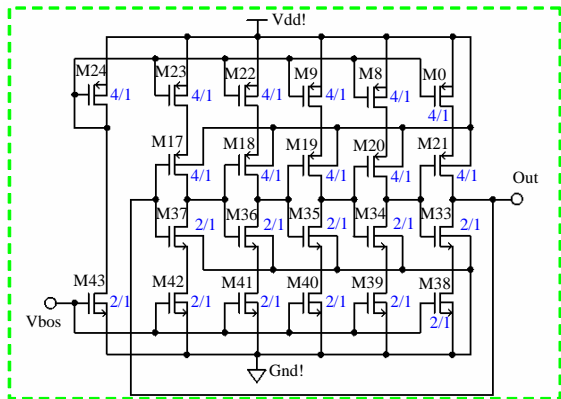 Vdd!
M24 M23 M22 M9 M8 M0
4/1 4/1 4/1 4/1 4/1 4/1
M17 M18 M19 M20 M21
4/1 4/1 4/1 4/1 4/1
Out
M37 M36 M35 M34 M33
2/1 2/1 2/1 2/1 2/1
M43 M42 M41 M40 M39 M38
2/1 2/1 2/1 2/1 2/1 2/1
Vbos
Gnd!